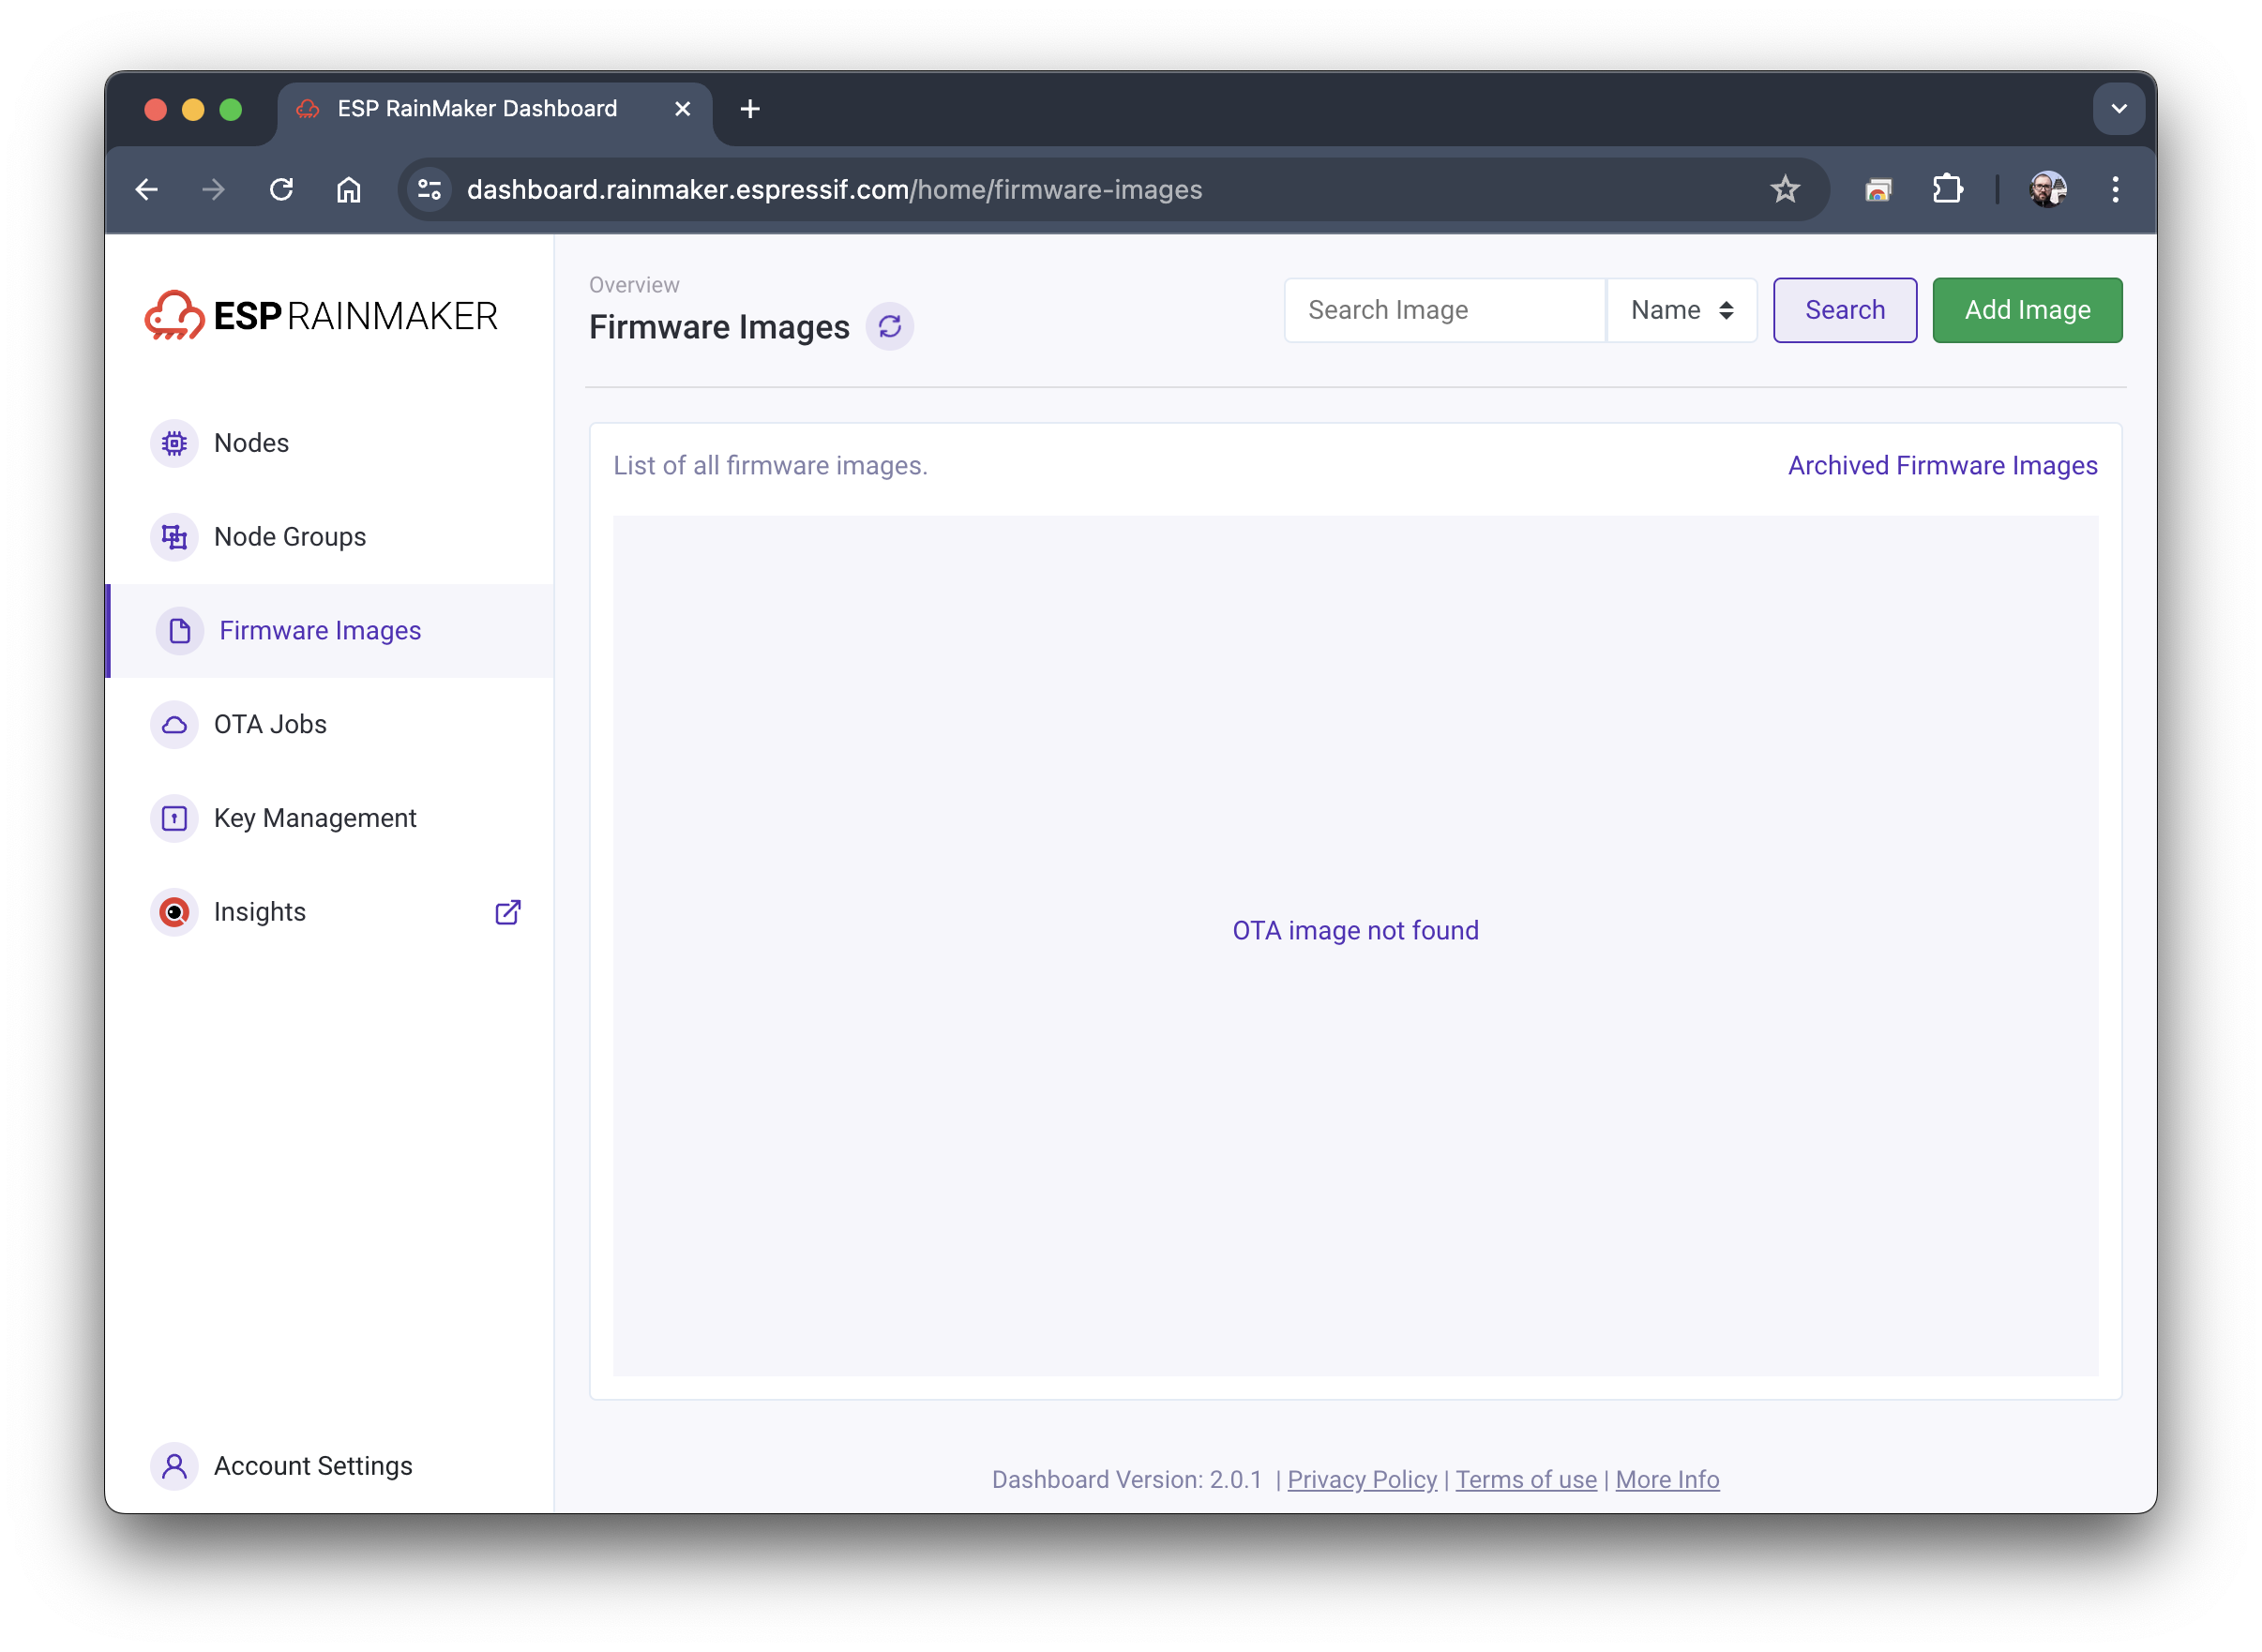 ESP RainMaker Dashboard
dashboard.rainmaker.espressif.com/home/firmware-images
ESP RAINMAKER
Nodes
Node Groups
Firmware Images
OTA Jobs
Key Management
Insights
Account Settings
Overview
Firmware Images
Search Image
Name
Search
Add Image
List of all firmware images.
Archived Firmware Images
OTA image not found
Dashboard Version: 2.0.1 | Privacy Policy | Terms of use | More Info